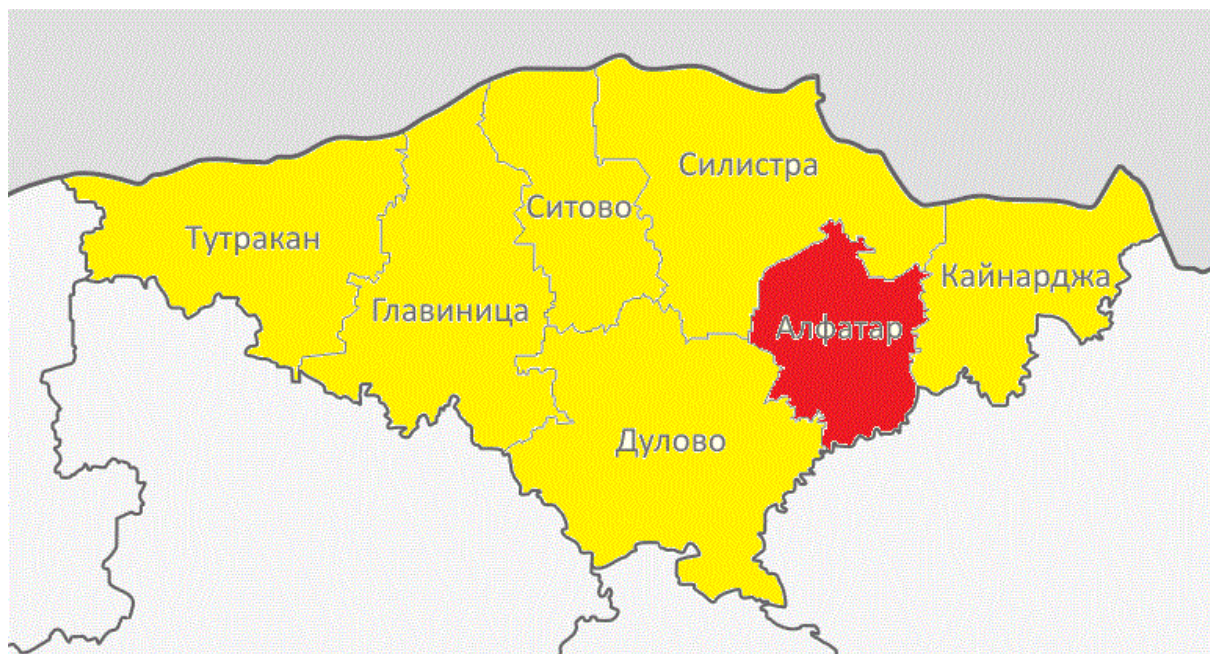 Силистра
Ситово
Тутракан
Кайнарджа
Главиница
Алфатар
Дулово